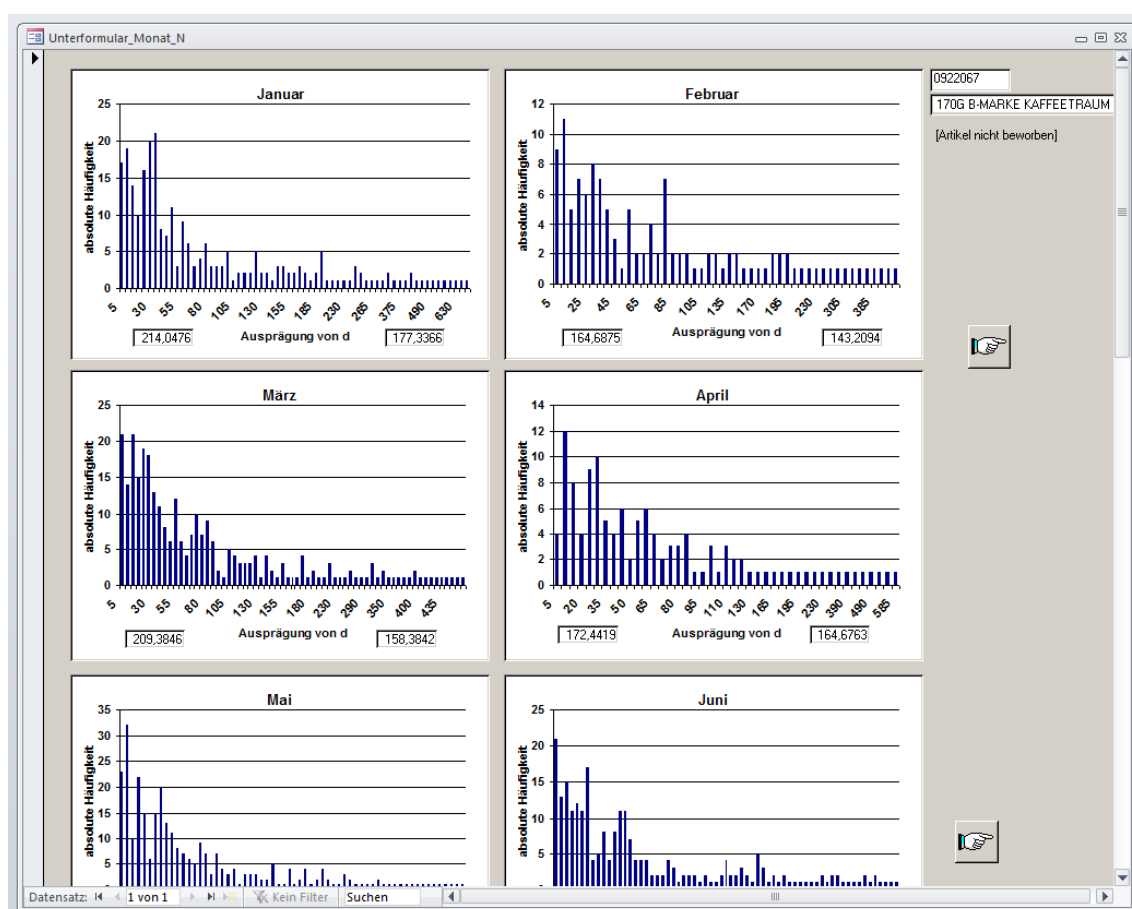 Unterformular_Monat_N
Januar
absolute Häufigkeit
25
20
15
10
5
0
5 30 55 80 105 130 155 185 230 265 375 490 630
214,0476 Ausprägung von d 177,3366
Februar
absolute Häufigkeit
12
10
8
6
4
2
0
5 25 45 65 85 105 135 170 195 230 305 385
164,6875 Ausprägung von d 143,2094
0922067
170G B-MARKE KAFFEETRAUM
[Artikel nicht beworben]
März
absolute Häufigkeit
25
20
15
10
5
0
5 30 55 80 105 130 155 180 230 290 350 400 435
209,3846 Ausprägung von d 158,3842
April
absolute Häufigkeit
14
12
10
8
6
4
2
0
5 20 35 50 65 80 95 110 130 165 195 230 390 490 585
172,4419 Ausprägung von d 164,6763
Mai
absolute Häufigkeit
35
30
25
20
15
10
5
Juni
absolute Häufigkeit
25
20
15
10
5
Datensatz: 1 von 1 Kein Filter Suchen